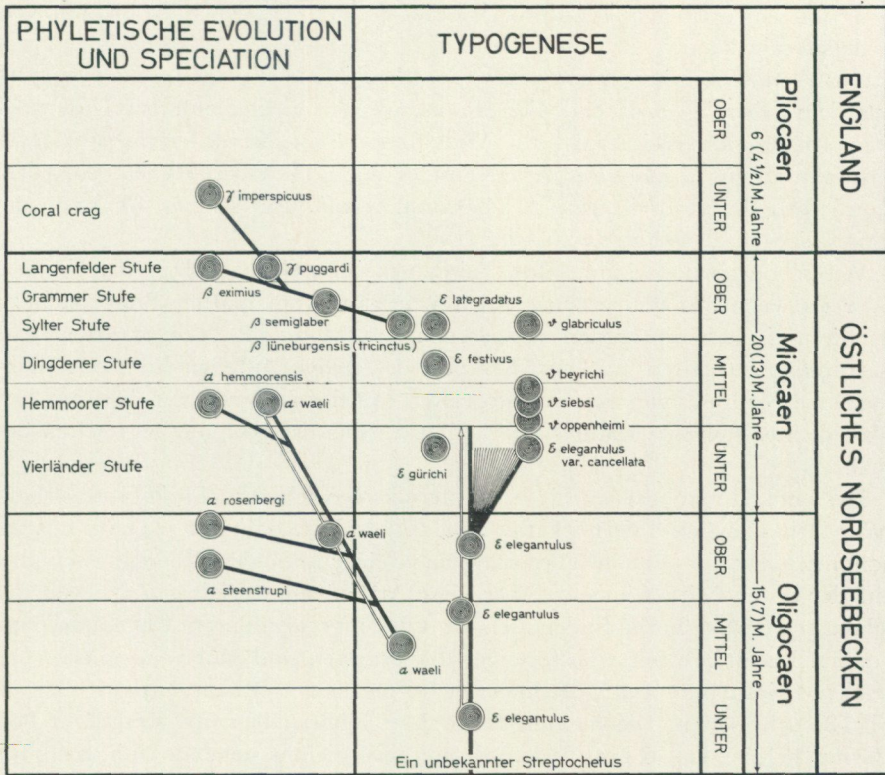 PHYLETISCHE EVOLUTION
UND SPECIATION
TYPOGENESE
Pliocaen
6 (4½) M. Jahre
ENGLAND
OBER
UNTER
Coral crag
γ imperspicuus
Langenfelder Stufe
γ puggardi
β eximius
Grammer Stufe
β semiglaber
ε lategradatus
Sylter Stufe
ϑ glabriculus
β lüneburgensis (tricinctus)
Dingdener Stufe
ε festivus
ϑ beyrichi
α hemmoorensis
Hemmoorer Stufe
α waeli
ϑ siebsi
ϑ oppenheimi
Vierländer Stufe
ε gürichi
ε elegantulus
var. cancellata
OBER
MITTEL
UNTER
Miocaen
20 (13) M. Jahre
ÖSTLICHES NORDSEEBECKEN
α rosenbergi
α waeli
ε elegantulus
α steenstrupi
ε elegantulus
α waeli
ε elegantulus
Ein unbekannter Streptochetus
OBER
MITTEL
UNTER
Oligocaen
15 (7) M. Jahre